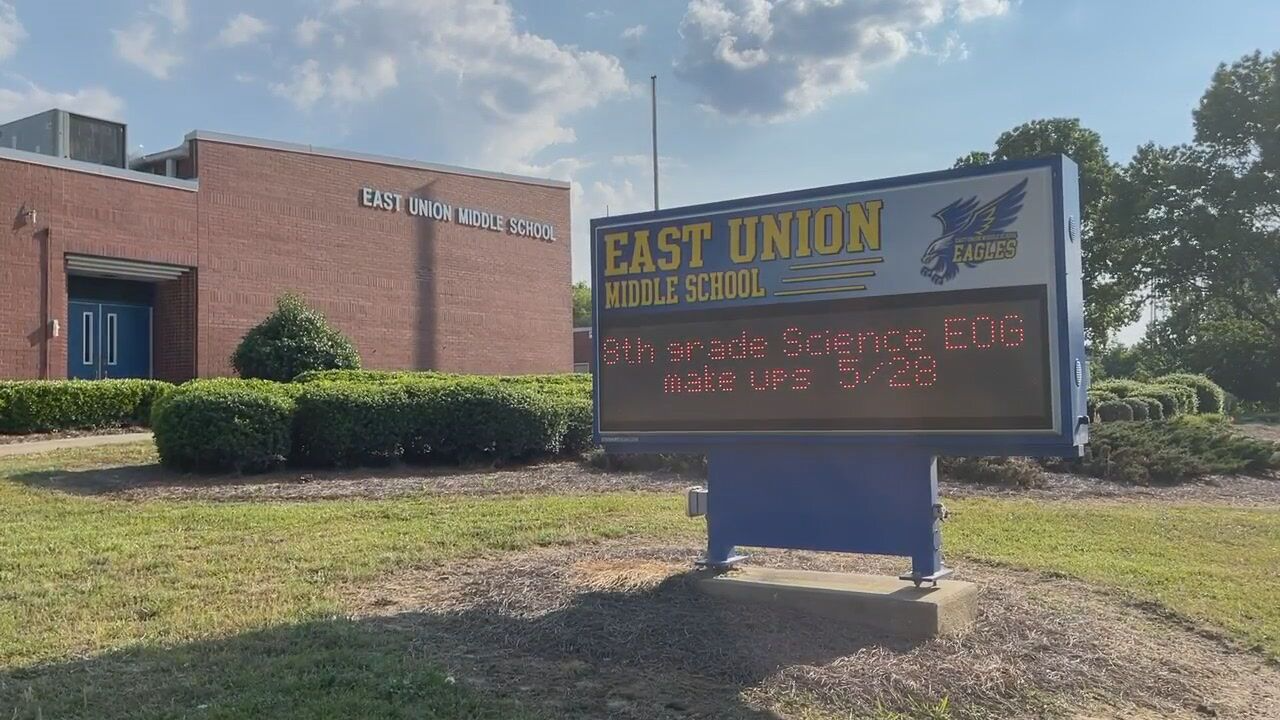 EAST UNION MIDDLE SCHOOL
EAST UNION
MIDDLE SCHOOL
EAGLES
8th grade Science EOG
make ups 5/28